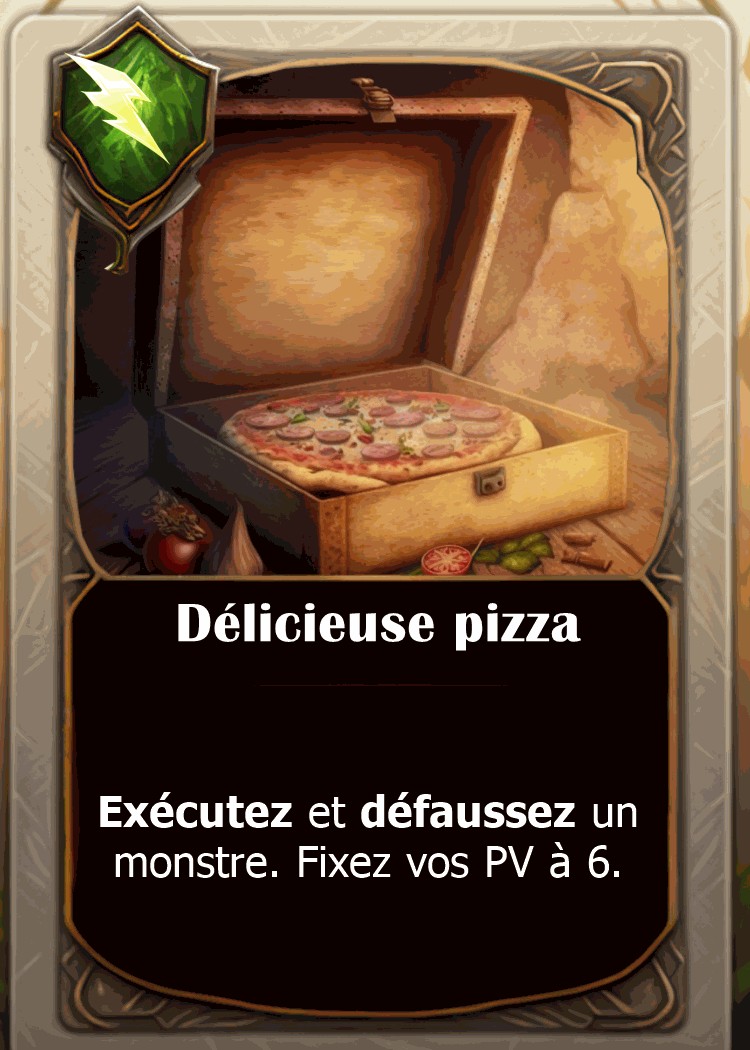 Délicieuse pizza
Exécutez et défaussez un
monstre. Fixez vos PV à 6.